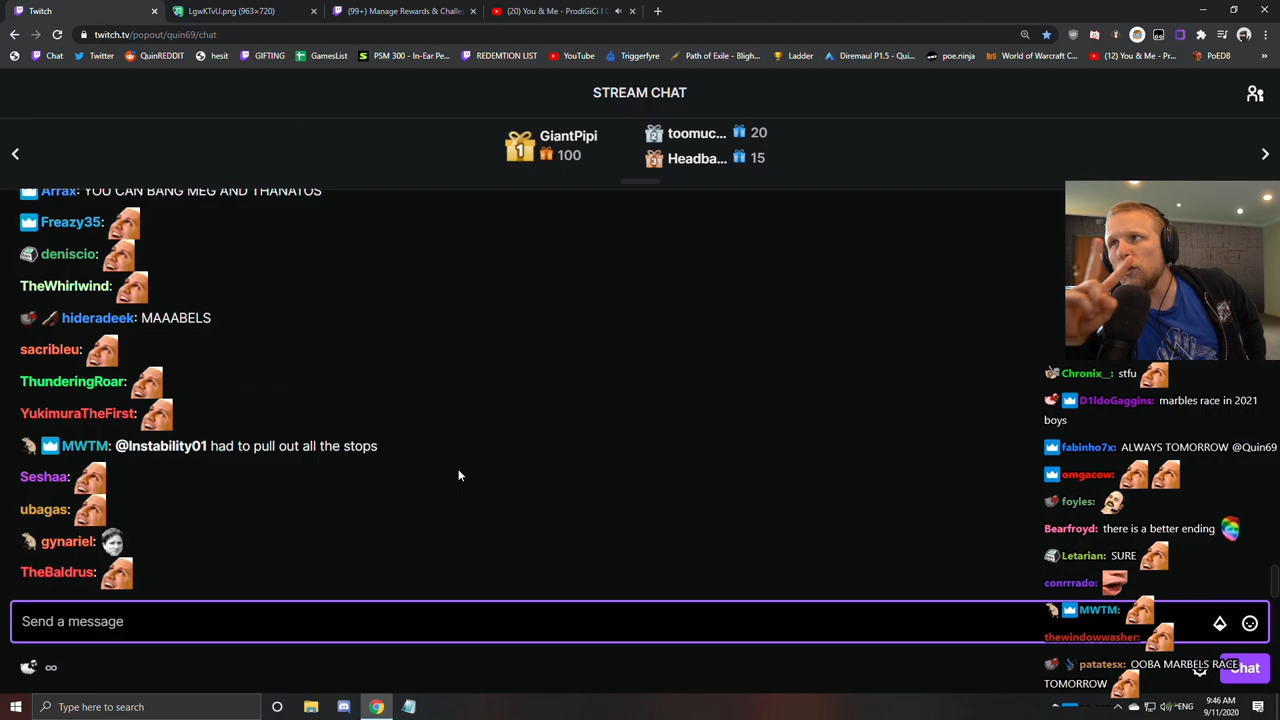 Twitch
LgwKTvU.png (963×720)
(99+) Manage Rewards & Challe
(20) You & Me - ProdiGiCi | C
twitch.tv/popout/quin69/chat
Chat
Twitter
QuinREDDIT
hesit
GIFTING
GamesList
PSM 300 - In-Ear Pe...
REDEMTION LIST
YouTube
Triggerfyre
Path of Exile - Bligh...
Ladder
Diremaul P1.5 - Qui...
poe.ninja
World of Warcraft C...
(12) You & Me - Pr...
PoEDB
STREAM CHAT
GiantPipi
100
toomuc... 20
Headba... 15
Arrax: YOU CAN BANG MEG AND THANATOS
Freazy35:
deniscio:
TheWhirlwind:
hideradeek: MAAABELS
sacribleu:
ThunderingRoar:
YukimuraTheFirst:
MWTM: @Instability01 had to pull out all the stops
Seshaa:
ubagas:
gynariel:
TheBaldrus:
Send a message
Chat
Chronix_: stfu
D1ldoGaggins: marbles race in 2021
boys
fabinho7x: ALWAYS TOMORROW @Quin69
omgacow:
foyles:
Bearfroyd: there is a better ending
Letarian: SURE
conrrrado:
MWTM:
thewindowwasher:
patatesx: OOBA MARBELS RACE
TOMORROW
Type here to search
ENG
9:46 AM
9/11/2020